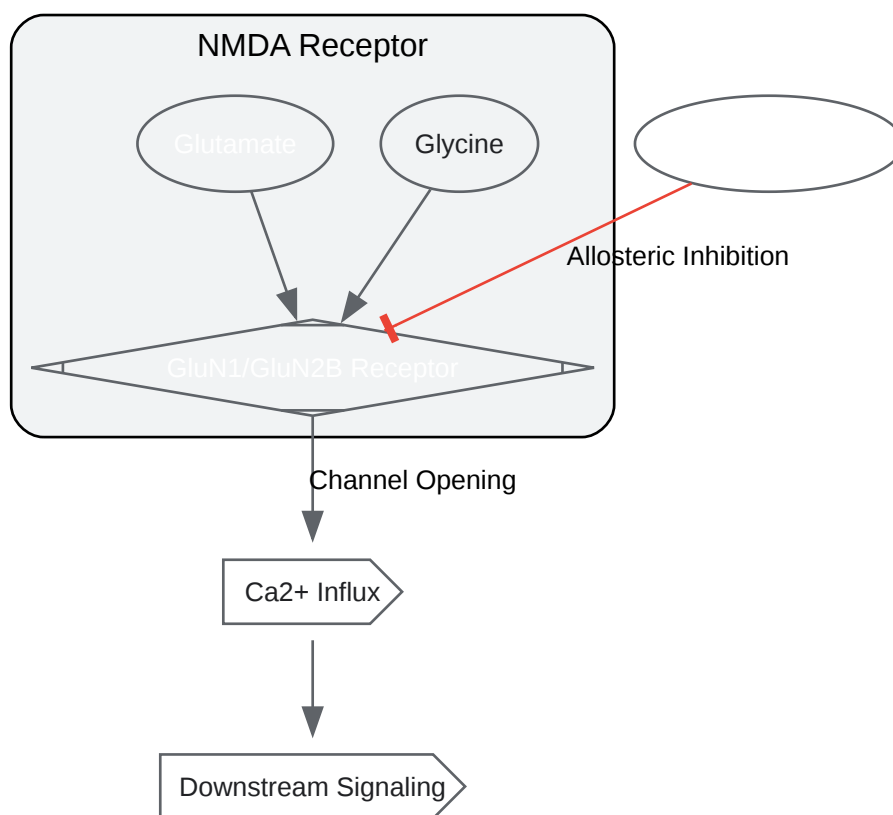 NMDA Receptor
Glutamate
Glycine
Allosteric Inhibition
GluN1/GluN2B Receptor
Channel Opening
Ca2+ Influx
Downstream Signaling